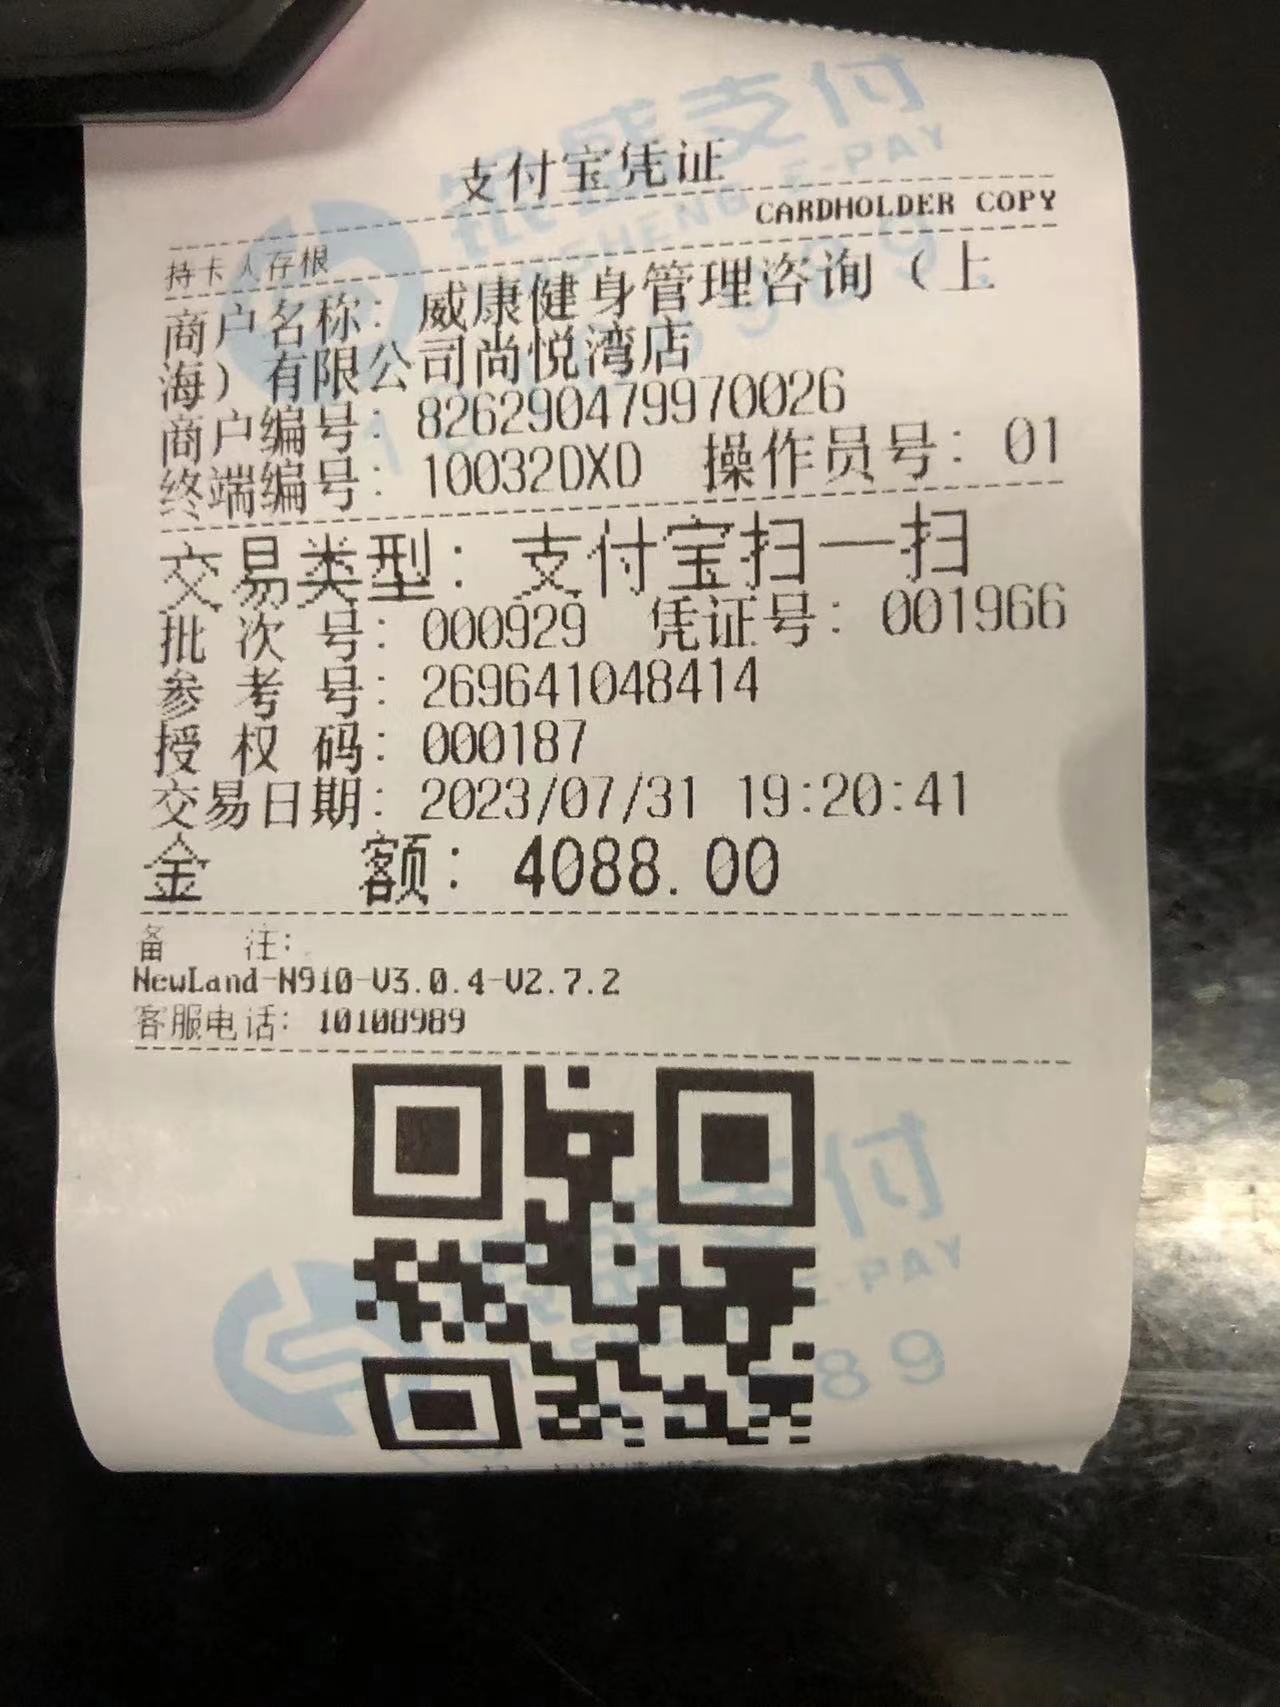 支付宝凭证
CARDHOLDER COPY
持卡人存根
商户名称: 威康健身管理咨询（上
海）有限公司尚悦湾店
商户编号: 826290479970026
终端编号: 10032DXD 操作员号: 01
交易类型: 支付宝扫一扫
批 次 号: 000929 凭证号: 001966
参 考 号: 269641048414
授 权 码: 000187
交易日期: 2023/07/31 19:20:41
金 额: 4088.00
备 注:
NewLand-N910-V3.0.4-V2.7.2
客服电话: 10108989
支付
E-PAY
89